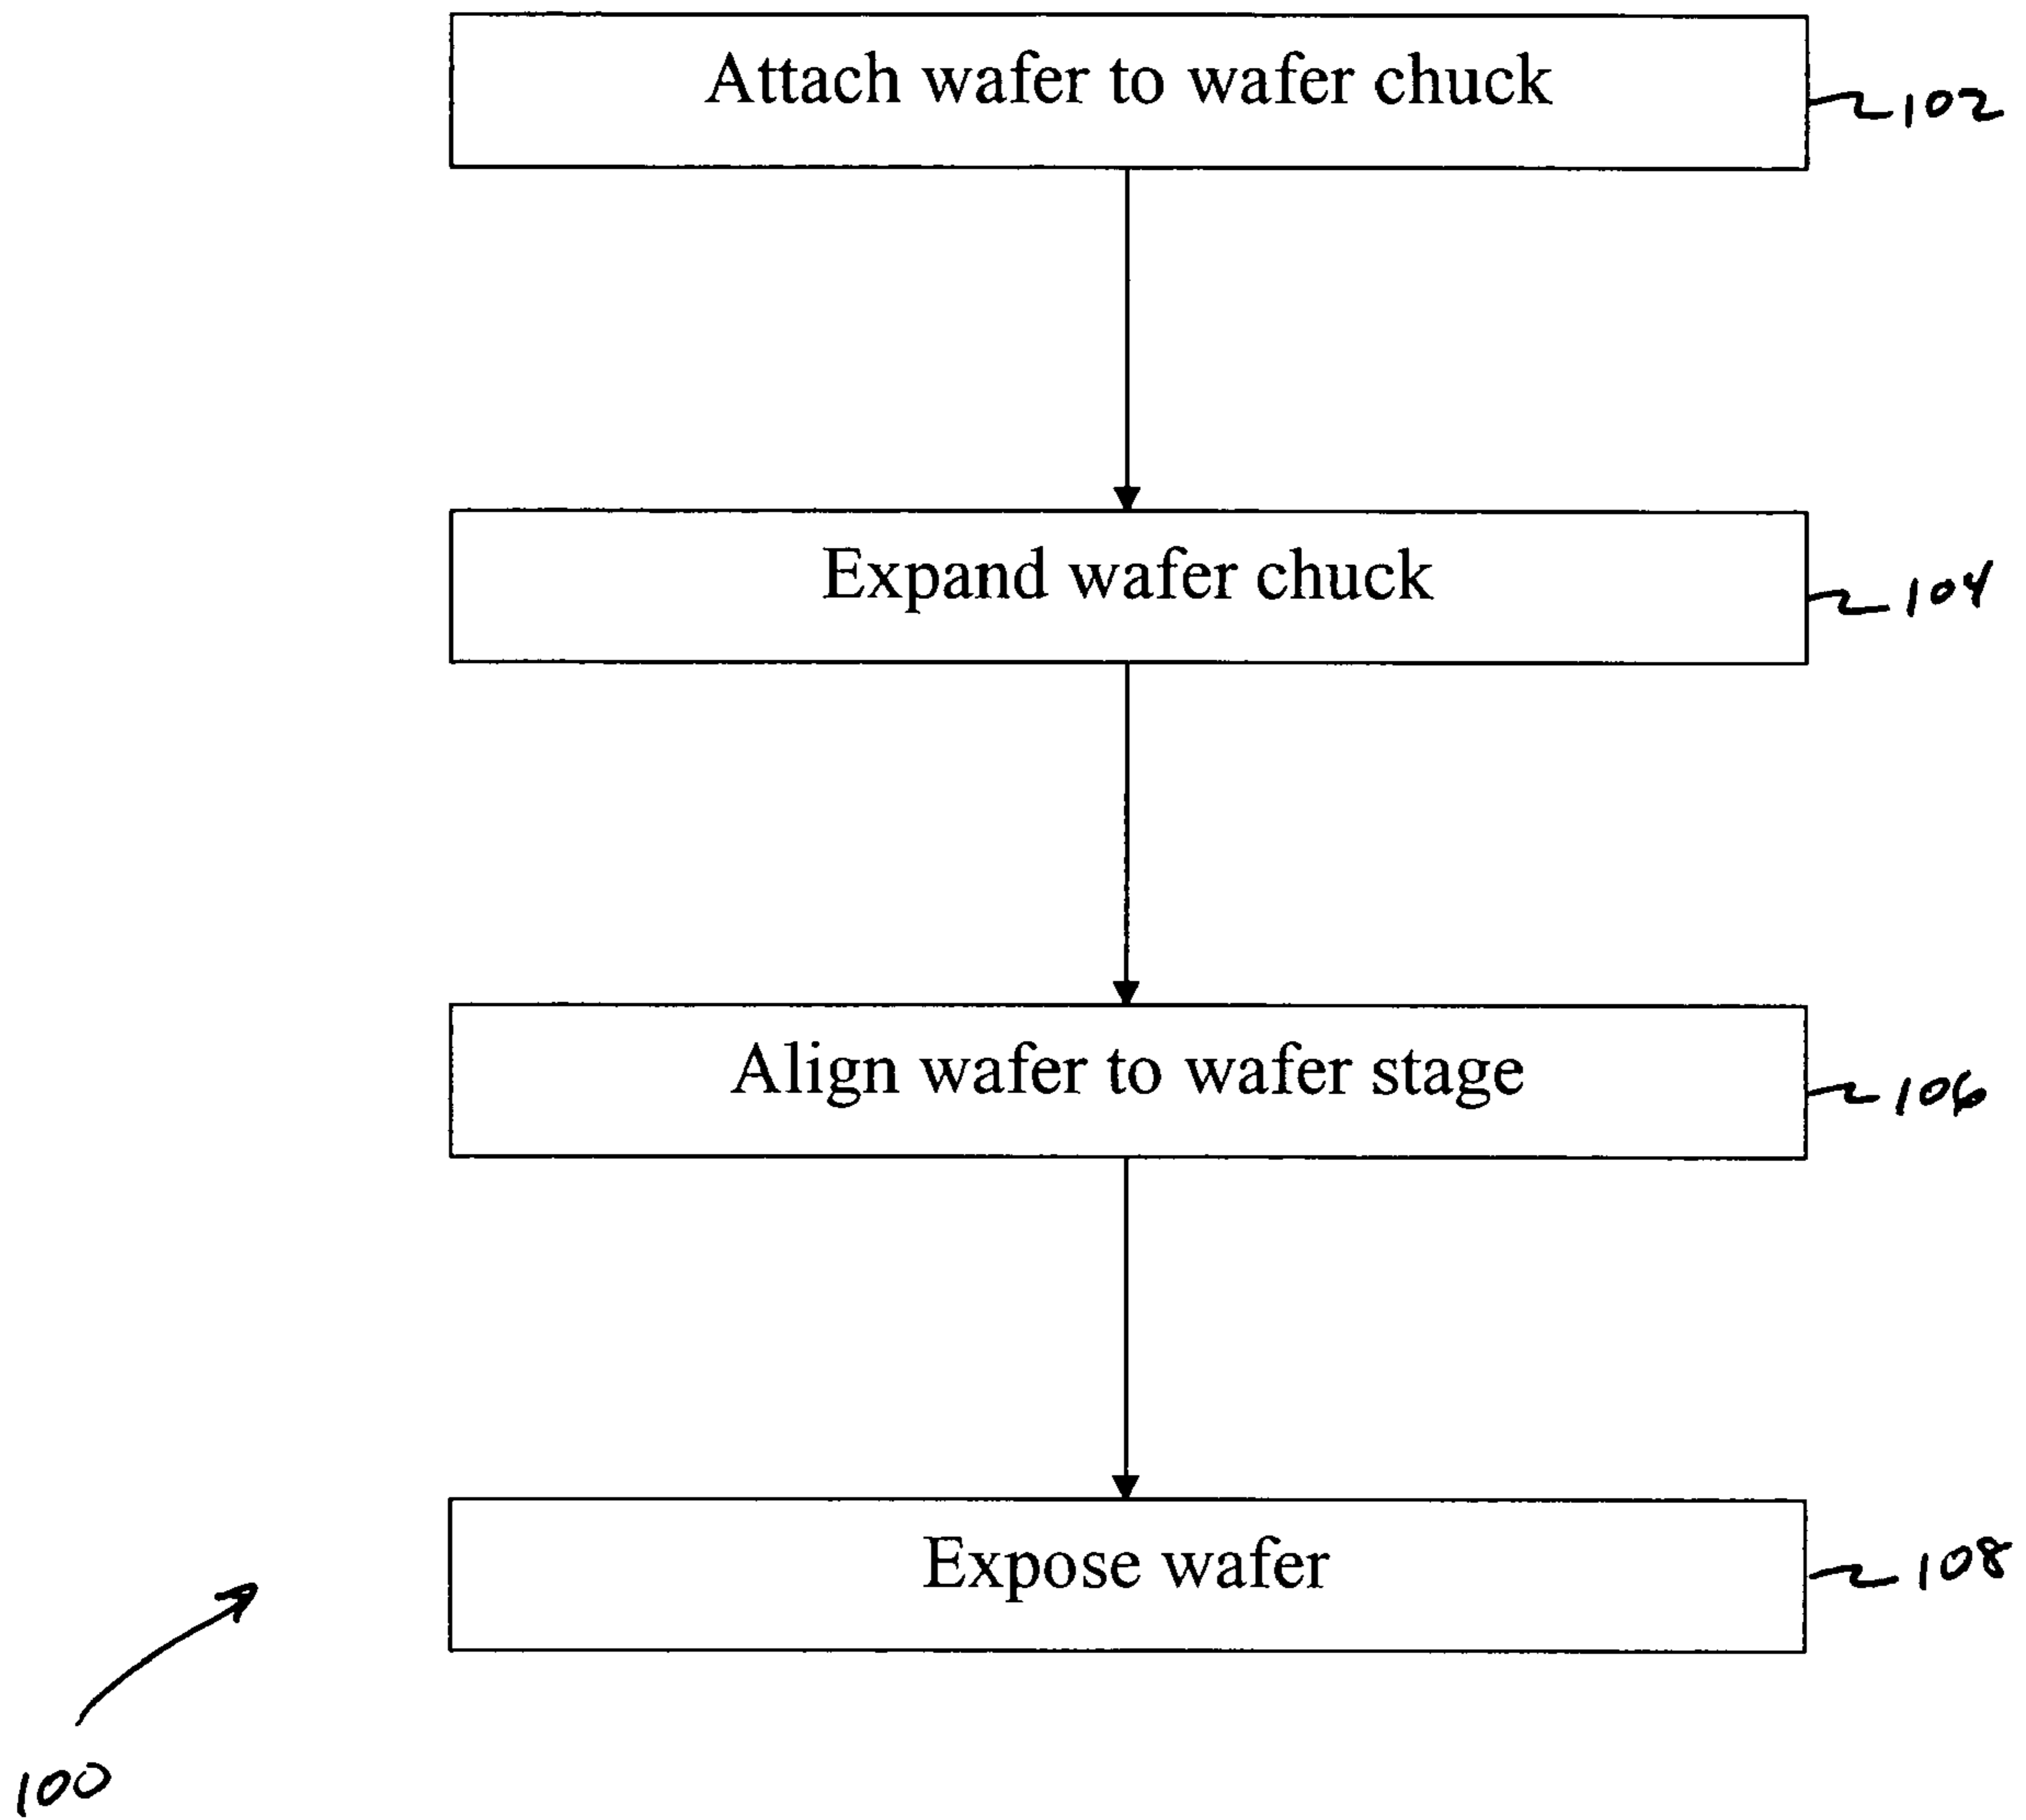 Attach wafer to wafer chuck
102
Expand wafer chuck
104
Align wafer to wafer stage
106
Expose wafer
108
100